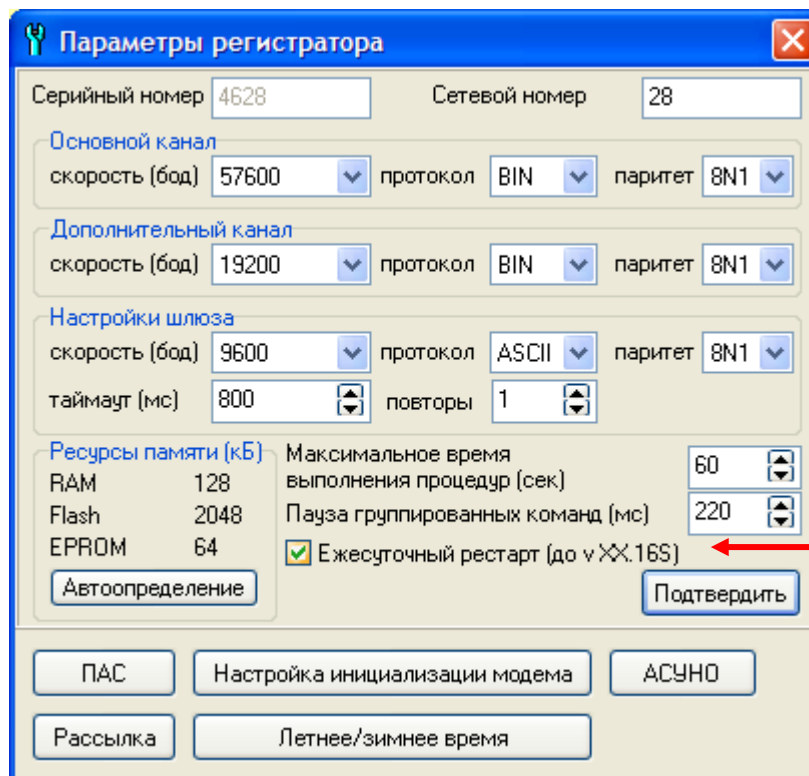 Параметры регистратора
Серийный номер 4628 Сетевой номер 28
Основной канал
скорость (бод) 57600 протокол BIN паритет 8N1
Дополнительный канал
скорость (бод) 19200 протокол BIN паритет 8N1
Настройки шлюза
скорость (бод) 9600 протокол ASCII паритет 8N1
таймаут (мс) 800 повторы 1
Ресурсы памяти (кБ)
RAM 128
Flash 2048
EPROM 64
Автоопределение
Максимальное время
выполнения процедур (сек) 60
Пауза группированных команд (мс) 220
Ежесуточный рестарт (до v XX.16S)
Подтвердить
ПАС Настройка инициализации модема АСУНО
Рассылка Летнее/зимнее время